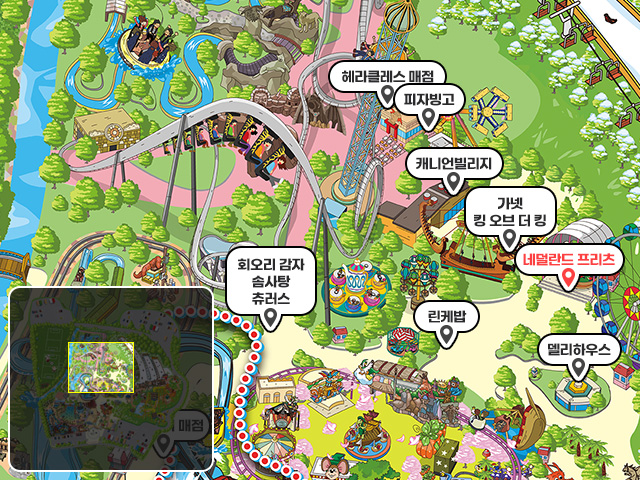 헤라클레스 매점
피자빙고
캐니언빌리지
가넷
킹 오브 더 킹
네덜란드 프리츠
회오리 감자
솜사탕
츄러스
린케밥
델리하우스
매점